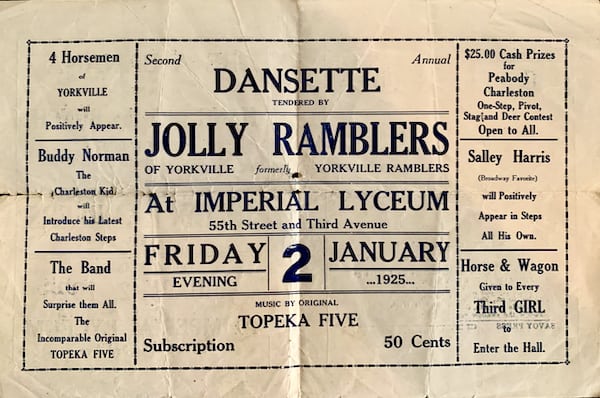 4 Horsemen
of
YORKVILLE
will
Positively Appear.
Buddy Norman
The
Charleston Kid.
will
Introduce his Latest
Charleston Steps
The Band
that will
Surprise them All.
The
Incomparable Original
TOPEKA FIVE
Second Annual
DANSETTE
TENDERED BY
JOLLY RAMBLERS
OF YORKVILLE formerly YORKVILLE RAMBLERS
At IMPERIAL LYCEUM
55th Street and Third Avenue
FRIDAY 2 JANUARY
EVENING ...1925...
MUSIC BY ORIGINAL
TOPEKA FIVE
Subscription 50 Cents
$25.00 Cash Prizes
for
Peabody
Charleston
One-Step, Pivot,
Stag[and Deer Contest
Open to All.
Salley Harris
(Broadway Favorite)
will Positively
Appear in Steps
All His Own.
Horse & Wagon
Given to Every
Third GIRL
SAVOY PRESS
to
Enter the Hall.